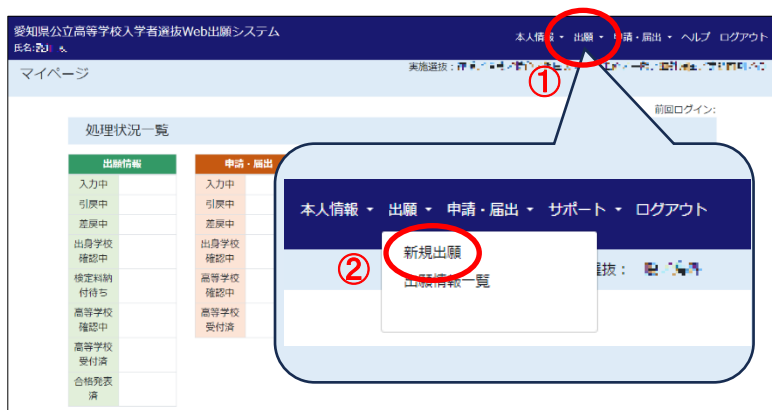 愛知県公立高等学校入学者選抜Web出願システム
氏名:
本人情報 出願 申請・届出 ヘルプ ログアウト
マイページ
実施選抜：
①
前回ログイン:
処理状況一覧
出願情報
入力中
引戻中
差戻中
出身学校
確認中
検定料納
付待ち
高等学校
確認中
高等学校
受付済
合格発表
済
申請・届出
入力中
引戻中
差戻中
出身学校
確認中
高等学校
確認中
高等学校
受付済
本人情報 出願 申請・届出 サポート ログアウト
②
新規出願
出願情報一覧
選抜：